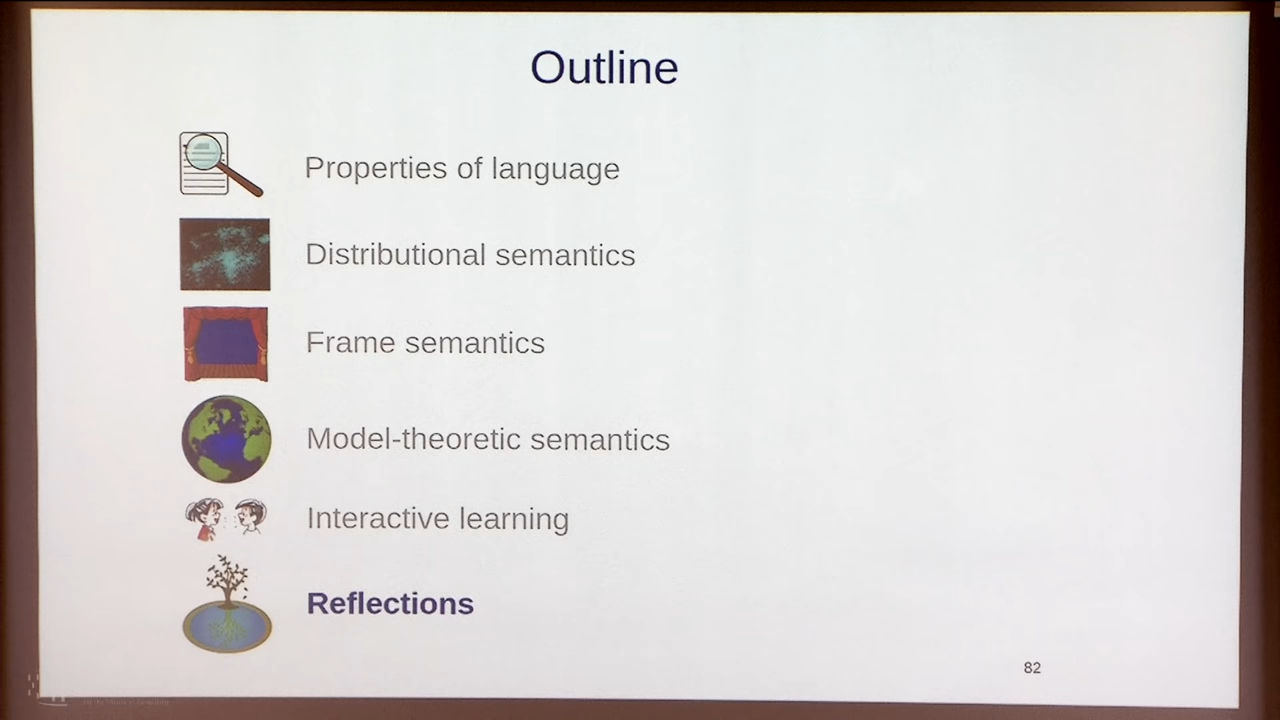 Outline
Properties of language
Distributional semantics
Frame semantics
Model-theoretic semantics
Interactive learning
Reflections
82